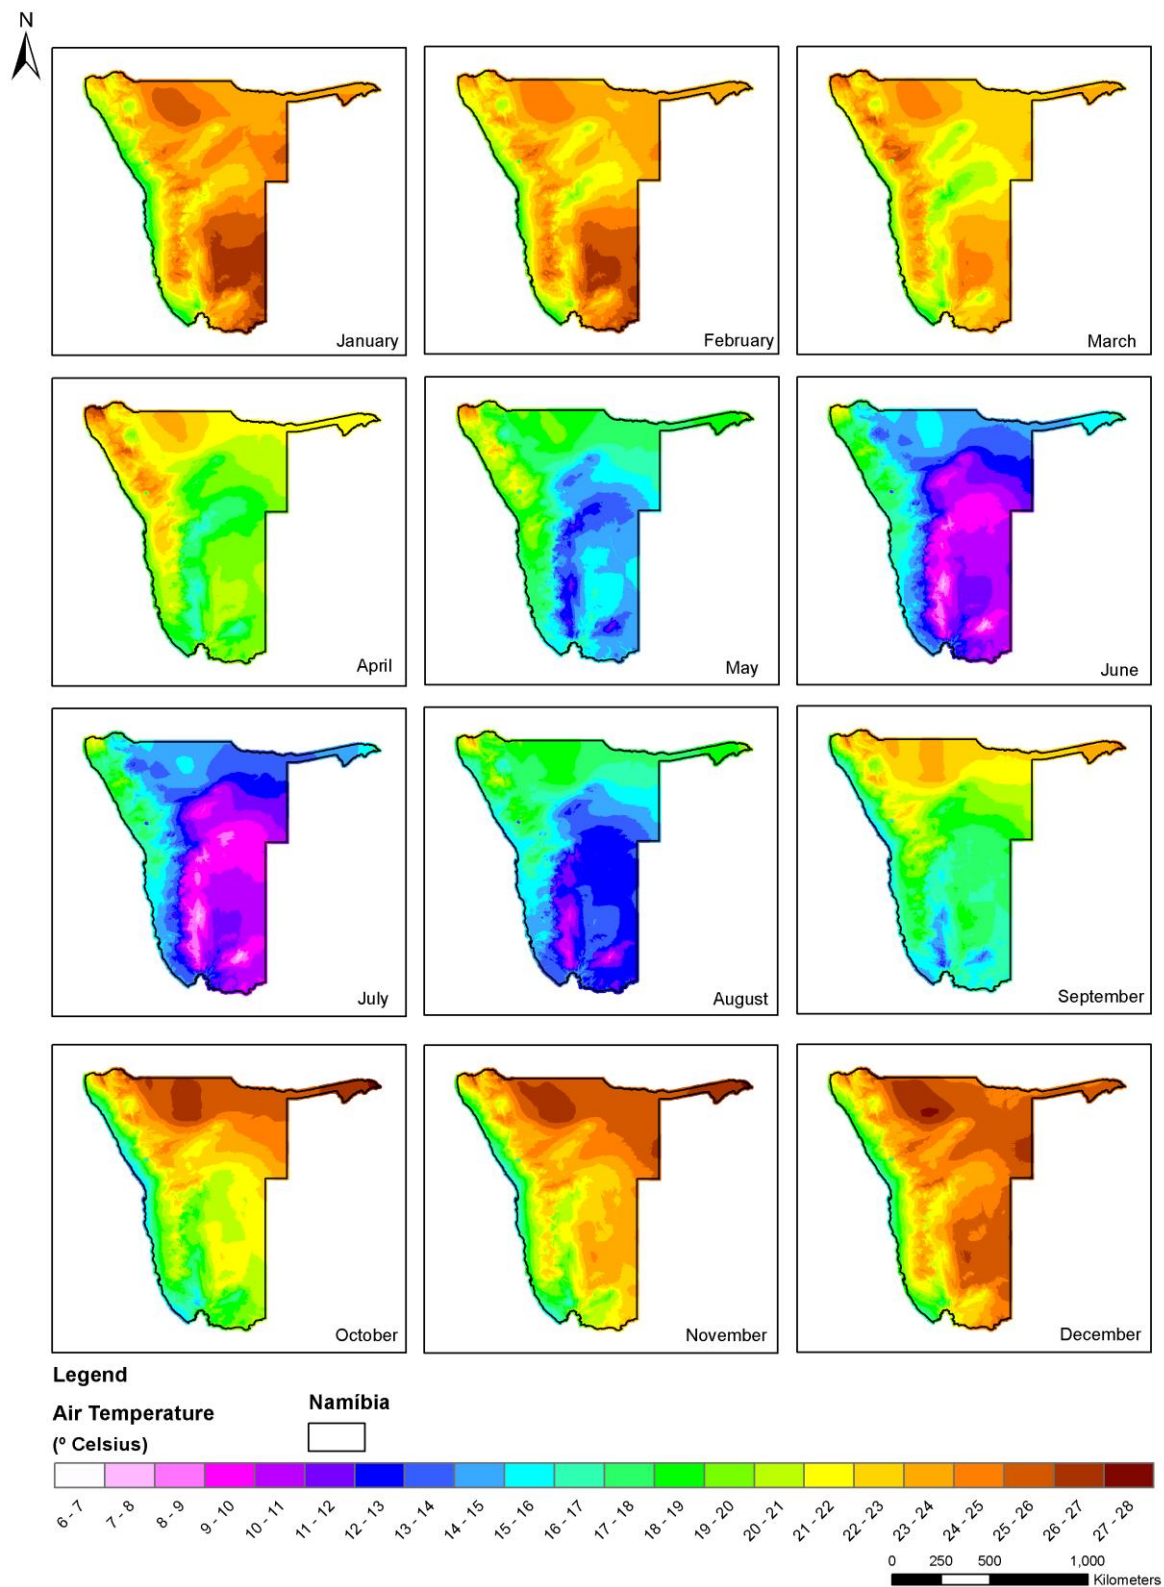 N
January
February
March
April
May
June
July
August
September
October
November
December
Legend
Air Temperature
(º Celsius)
Namíbia
6 - 7
7 - 8
8 - 9
9 - 10
10 - 11
11 - 12
12 - 13
13 - 14
14 - 15
15 - 16
16 - 17
17 - 18
18 - 19
19 - 20
20 - 21
21 - 22
22 - 23
23 - 24
24 - 25
25 - 26
26 - 27
27 - 28
0 250 500 1,000
Kilometers